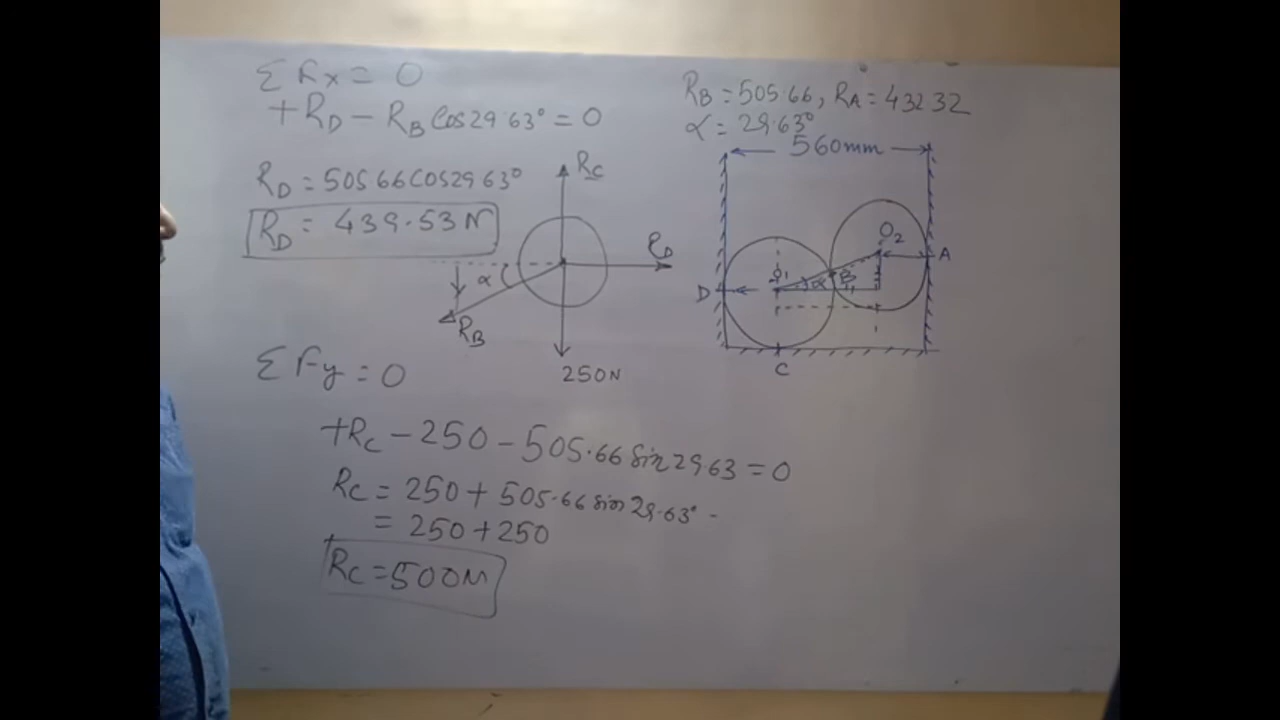 Σ Fx = 0
+RD - RB Cos 29.63° = 0
RD = 505.66 Cos 29.63°
RD = 439.53 N
RC
RD
α
RB
250N
Σ Fy = 0
+RC - 250 - 505.66 Sin 29.63 = 0
RC = 250 + 505.66 sin 29.63°
= 250 + 250
RC = 500N
RB = 505.66, RA = 432 32
α = 29.63°
560mm
O2
A
O1
α
B
D
C